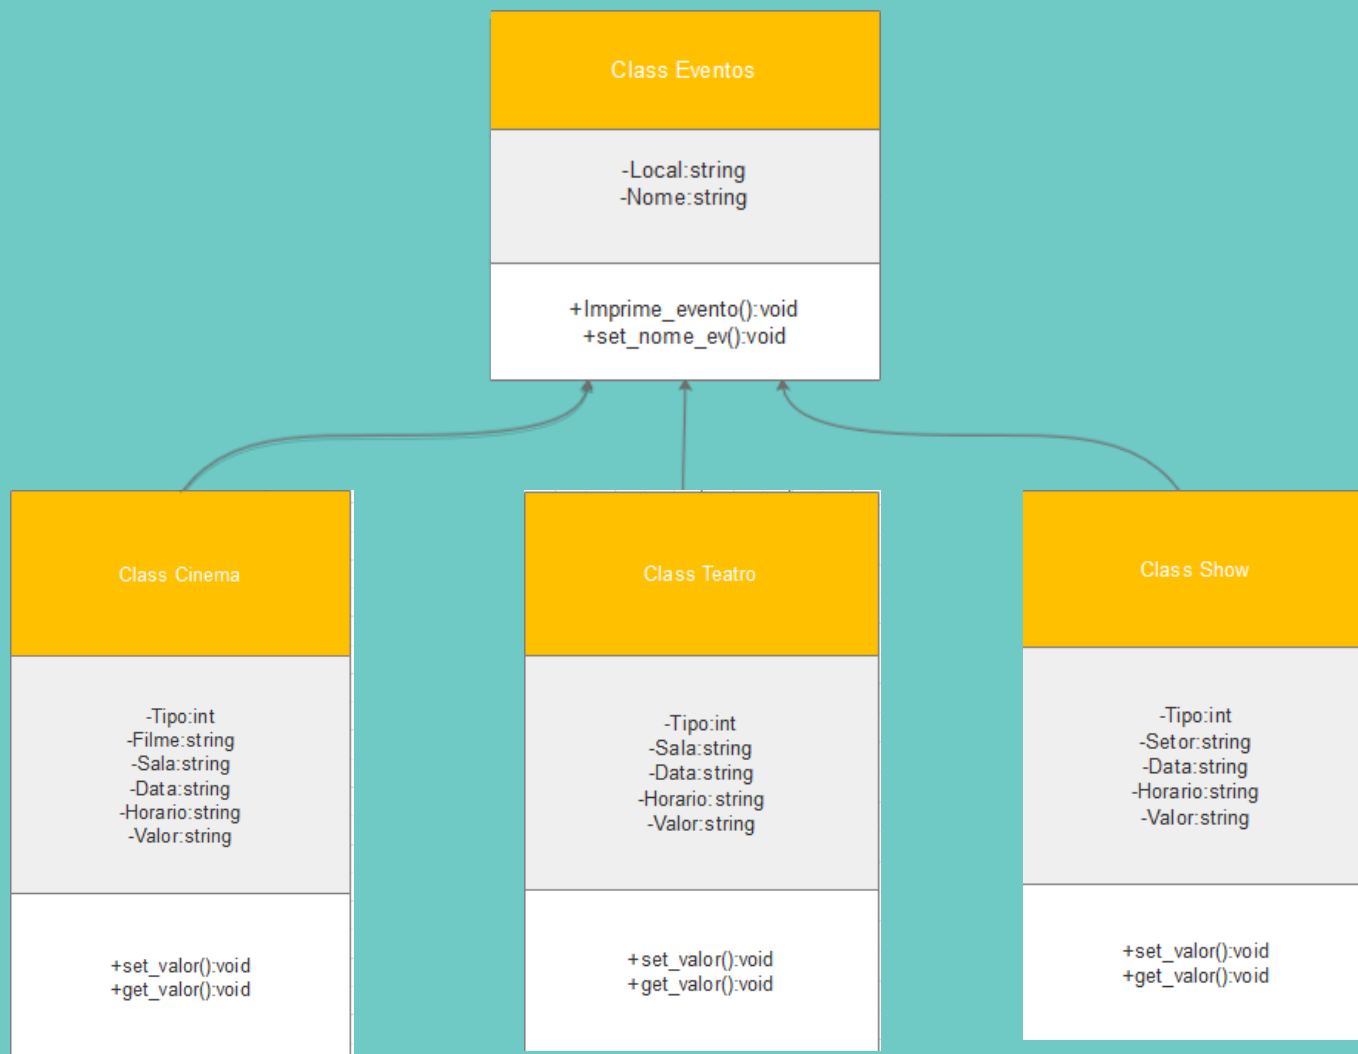 Class Eventos
-Local:string
-Nome:string
+Imprime_evento():void
+set_nome_ev():void
Class Cinema
-Tipo:int
-Filme:string
-Sala:string
-Data:string
-Horario:string
-Valor:string
+set_valor():void
+get_valor():void
Class Teatro
-Tipo:int
-Sala:string
-Data:string
-Horario:string
-Valor:string
+set_valor():void
+get_valor():void
Class Show
-Tipo:int
-Setor:string
-Data:string
-Horario:string
-Valor:string
+set_valor():void
+get_valor():void